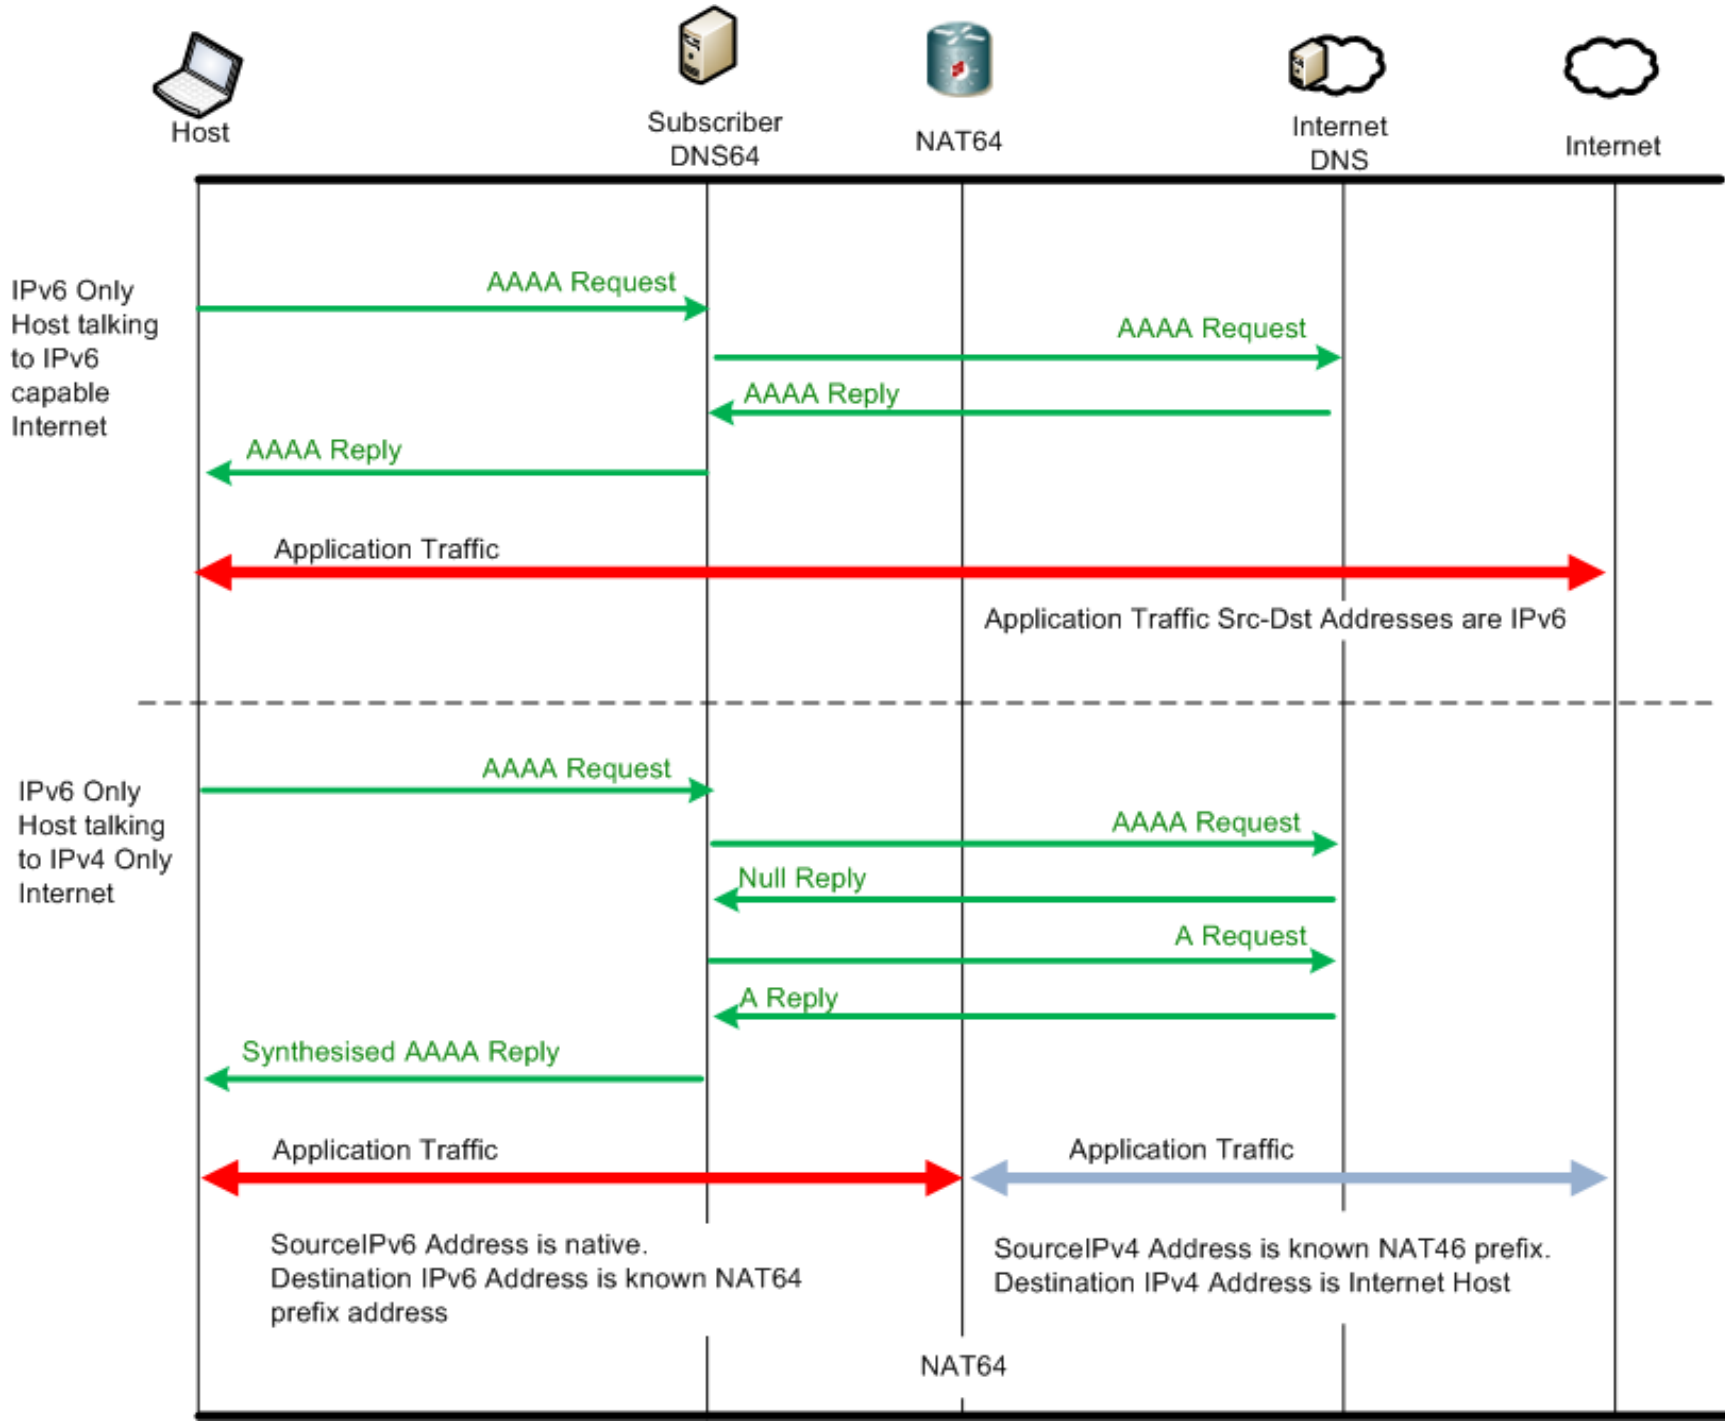 Host
Subscriber
DNS64
NAT64
Internet
DNS
Internet
IPv6 Only
Host talking
to IPv6
capable
Internet
AAAA Request
AAAA Request
AAAA Reply
AAAA Reply
Application Traffic
Application Traffic Src-Dst Addresses are IPv6
IPv6 Only
Host talking
to IPv4 Only
Internet
AAAA Request
AAAA Request
Null Reply
A Request
A Reply
Synthesised AAAA Reply
Application Traffic
Application Traffic
SourceIPv6 Address is native.
Destination IPv6 Address is known NAT64
prefix address
SourceIPv4 Address is known NAT46 prefix.
Destination IPv4 Address is Internet Host
NAT64